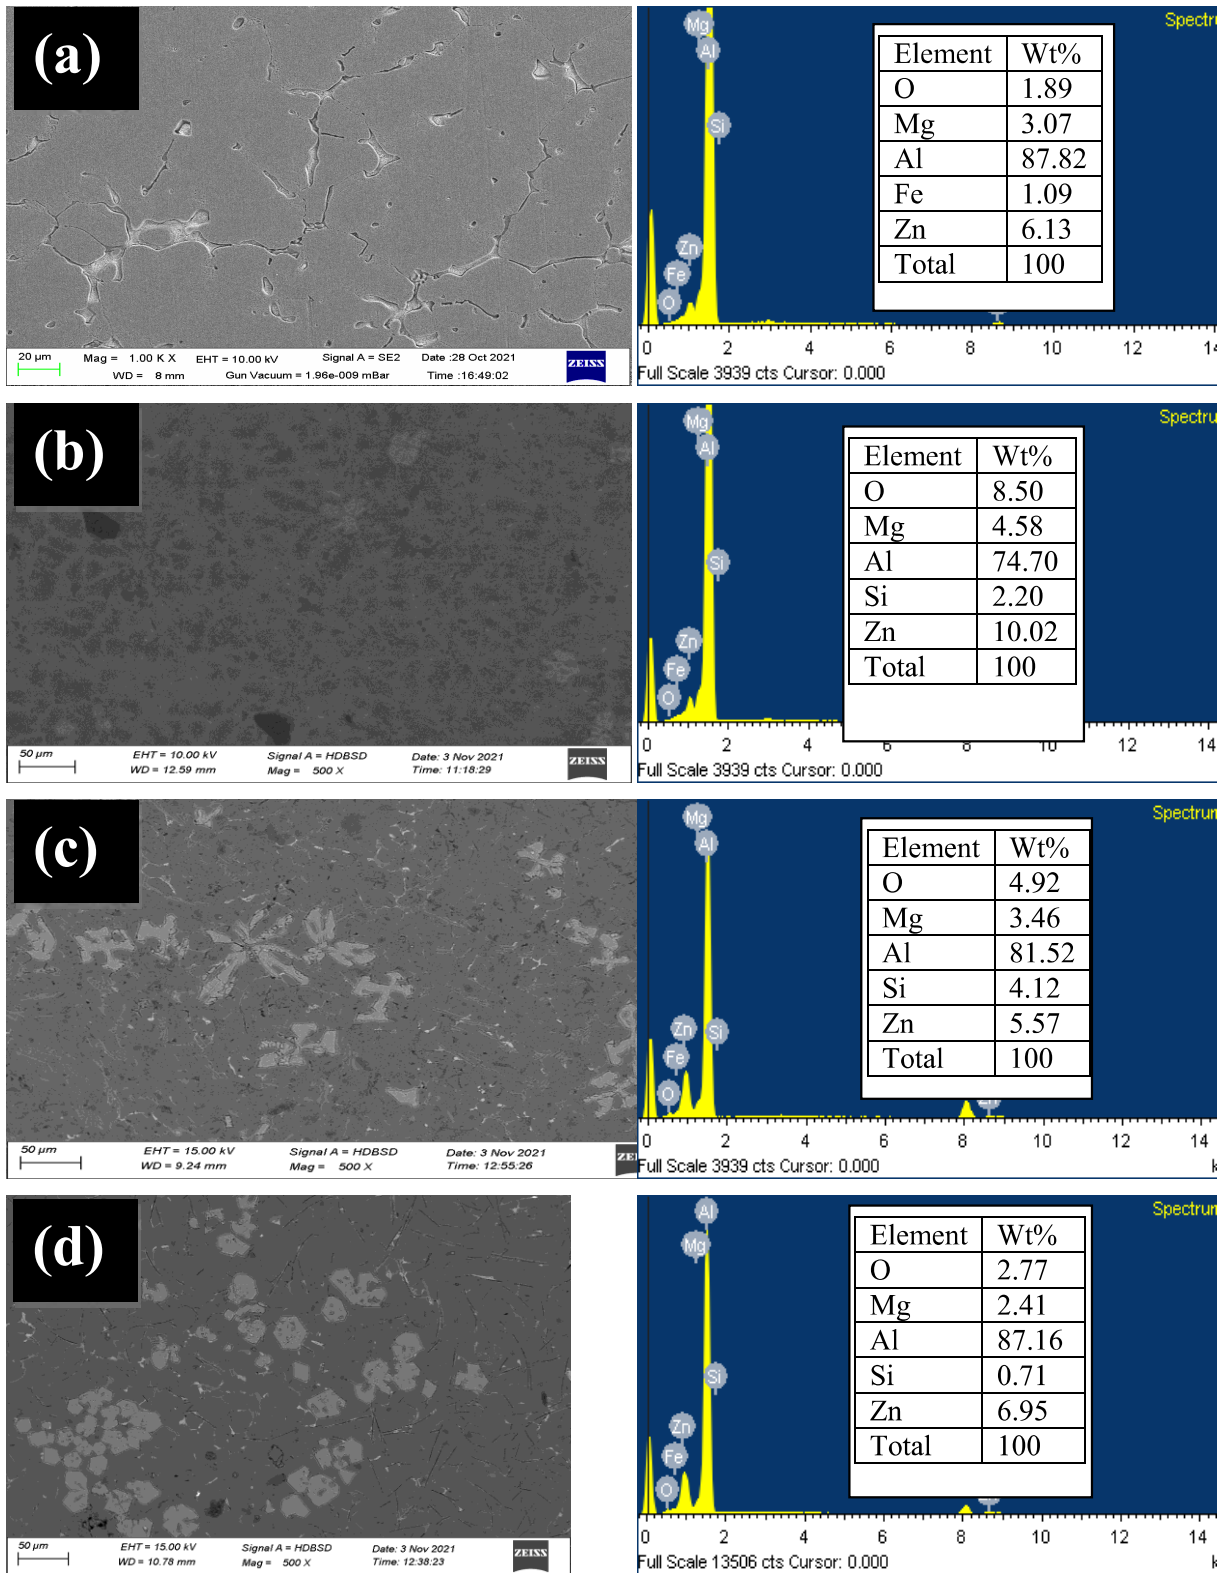 (a)
20 µm
Mag = 1.00 K X EHT = 10.00 kV Signal A = SE2 Date :28 Oct 2021
WD = 8 mm Gun Vacuum = 1.96e-009 mBar Time :16:49:02
ZEISS
Spectru
Mg
Al
Si
Zn
Fe
O
Element Wt%
O 1.89
Mg 3.07
Al 87.82
Fe 1.09
Zn 6.13
Total 100
0 2 4 6 8 10 12 14
Full Scale 3939 cts Cursor: 0.000
(b)
50 µm
EHT = 10.00 kV Signal A = HDBSD Date: 3 Nov 2021
WD = 12.59 mm Mag = 500 X Time: 11:18:29
ZEISS
Spectru
Mg
Al
Si
Zn
Fe
O
Element Wt%
O 8.50
Mg 4.58
Al 74.70
Si 2.20
Zn 10.02
Total 100
0 2 4 6 8 10 12 14
Full Scale 3939 cts Cursor: 0.000
(c)
50 µm
EHT = 15.00 kV Signal A = HDBSD Date: 3 Nov 2021
WD = 9.24 mm Mag = 500 X Time: 12:55:26
ZEI
Spectrum
Mg
Al
Zn
Si
Fe
O
Zn
Element Wt%
O 4.92
Mg 3.46
Al 81.52
Si 4.12
Zn 5.57
Total 100
0 2 4 6 8 10 12 14
Full Scale 3939 cts Cursor: 0.000 k
(d)
50 µm
EHT = 15.00 kV Signal A = HDBSD Date: 3 Nov 2021
WD = 10.78 mm Mag = 500 X Time: 12:38:23
ZEISS
Spectrum
Al
Mg
Si
Zn
Fe
O
Element Wt%
O 2.77
Mg 2.41
Al 87.16
Si 0.71
Zn 6.95
Total 100
0 2 4 6 8 10 12 14
Full Scale 13506 cts Cursor: 0.000 k